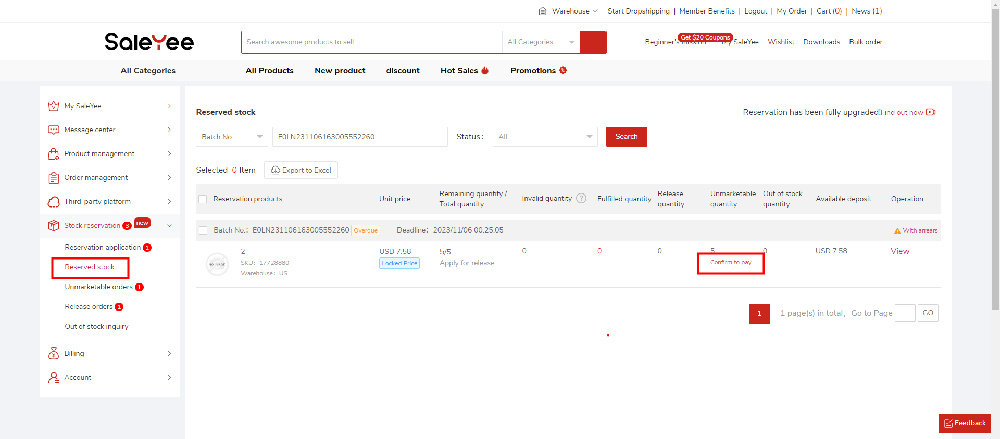 Warehouse | Start Dropshipping | Member Benefits | Logout | My Order | Cart (0) | News (1)
SaleYee
Search awesome products to sell
All Categories
Get $20 Coupons
Beginner's Mission
My SaleYee
Wishlist
Downloads
Bulk order
All Categories
All Products
New product
discount
Hot Sales
Promotions
My SaleYee
Message center
Product management
Order management
Third-party platform
Stock reservation 3 new
Reservation application 1
Reserved stock
Unmarketable orders 1
Release orders 1
Out of stock inquiry
Billing
Account
Reserved stock
Reservation has been fully upgraded!Find out now
Batch No.
E0LN231106163005552260
Status:
All
Search
Selected 0 Item
Export to Excel
Reservation products
Unit price
Remaining quantity /
Total quantity
Invalid quantity ?
Fulfilled quantity
Release
quantity
Unmarketable
quantity
Out of stock
quantity
Available deposit
Operation
Batch No.: E0LN231106163005552260 Overdue
Deadline: 2023/11/06 00:25:05
With arrears
NO IMAGE
2
SKU: 17728880
Warehouse: US
USD 7.58
Locked Price
5/5
Apply for release
0
0
0
5
Confirm to pay
0
USD 7.58
View
1
1 page(s) in total, Go to Page
GO
Feedback